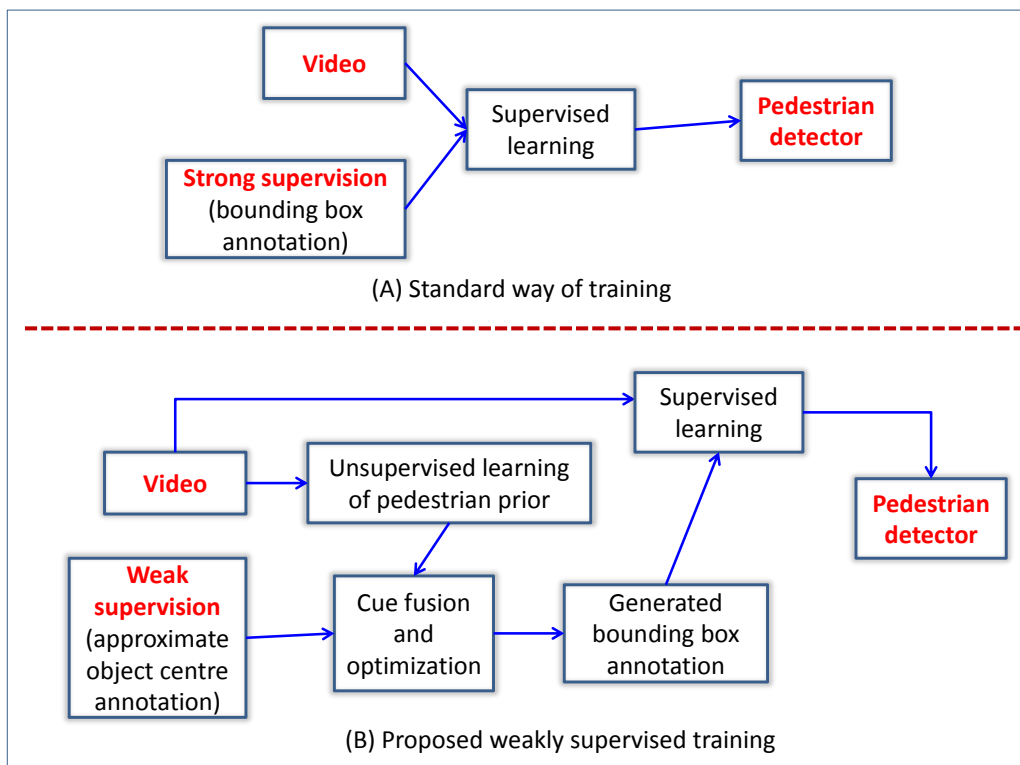 Video
Supervised
learning
Pedestrian
detector
Strong supervision
(bounding box
annotation)
(A) Standard way of training
Supervised
learning
Video
Unsupervised learning
of pedestrian prior
Pedestrian
detector
Weak
supervision
(approximate
object centre
annotation)
Cue fusion
and
optimization
Generated
bounding box
annotation
(B) Proposed weakly supervised training